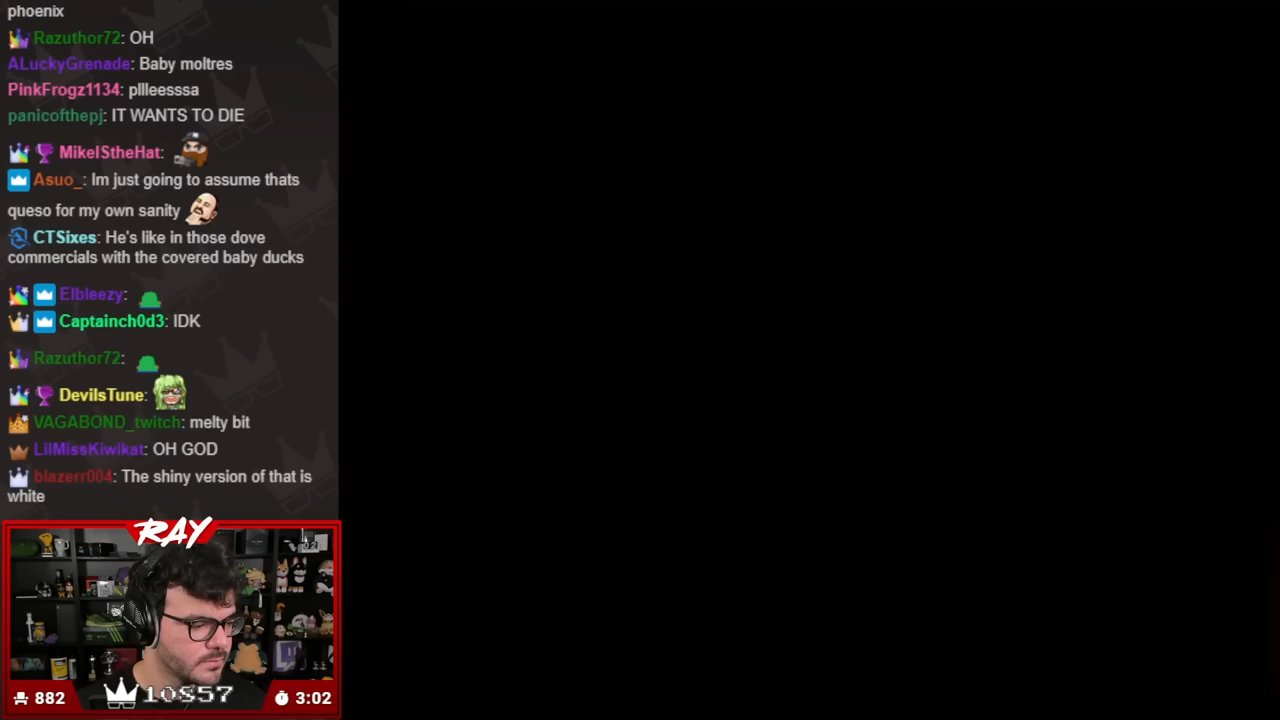 phoenix
Razuthor72: OH
ALuckyGrenade: Baby moltres
PinkFrogz1134: pllleesssa
panicofthepj: IT WANTS TO DIE
MikeIStheHat:
Asuo_: Im just going to assume thats
queso for my own sanity
CTSixes: He's like in those dove
commercials with the covered baby ducks
Elbleezy:
Captainch0d3: IDK
Razuthor72:
DevilsTune:
VAGABOND_twitch: melty bit
LilMissKiwikat: OH GOD
blazerr004: The shiny version of that is
white
RAY
882
10857
3:02